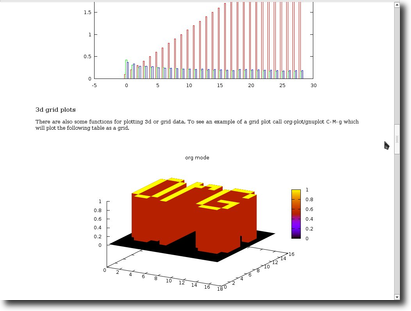 1.5
1
0.5
0
-5 0 5 10 15 20 25 30
3d grid plots
There are also some functions for plotting 3d or grid data. To see an example of a grid plot call org-plot/gnuplot C-M-g which
will plot the following table as a grid.
org mode
1
0.8
0.6
0.4
0.2
0
0 2 4 6 8 10 12 14 16 18
0 2 4 6 8 10 12 14 16
1
0.8
0.6
0.4
0.2
0